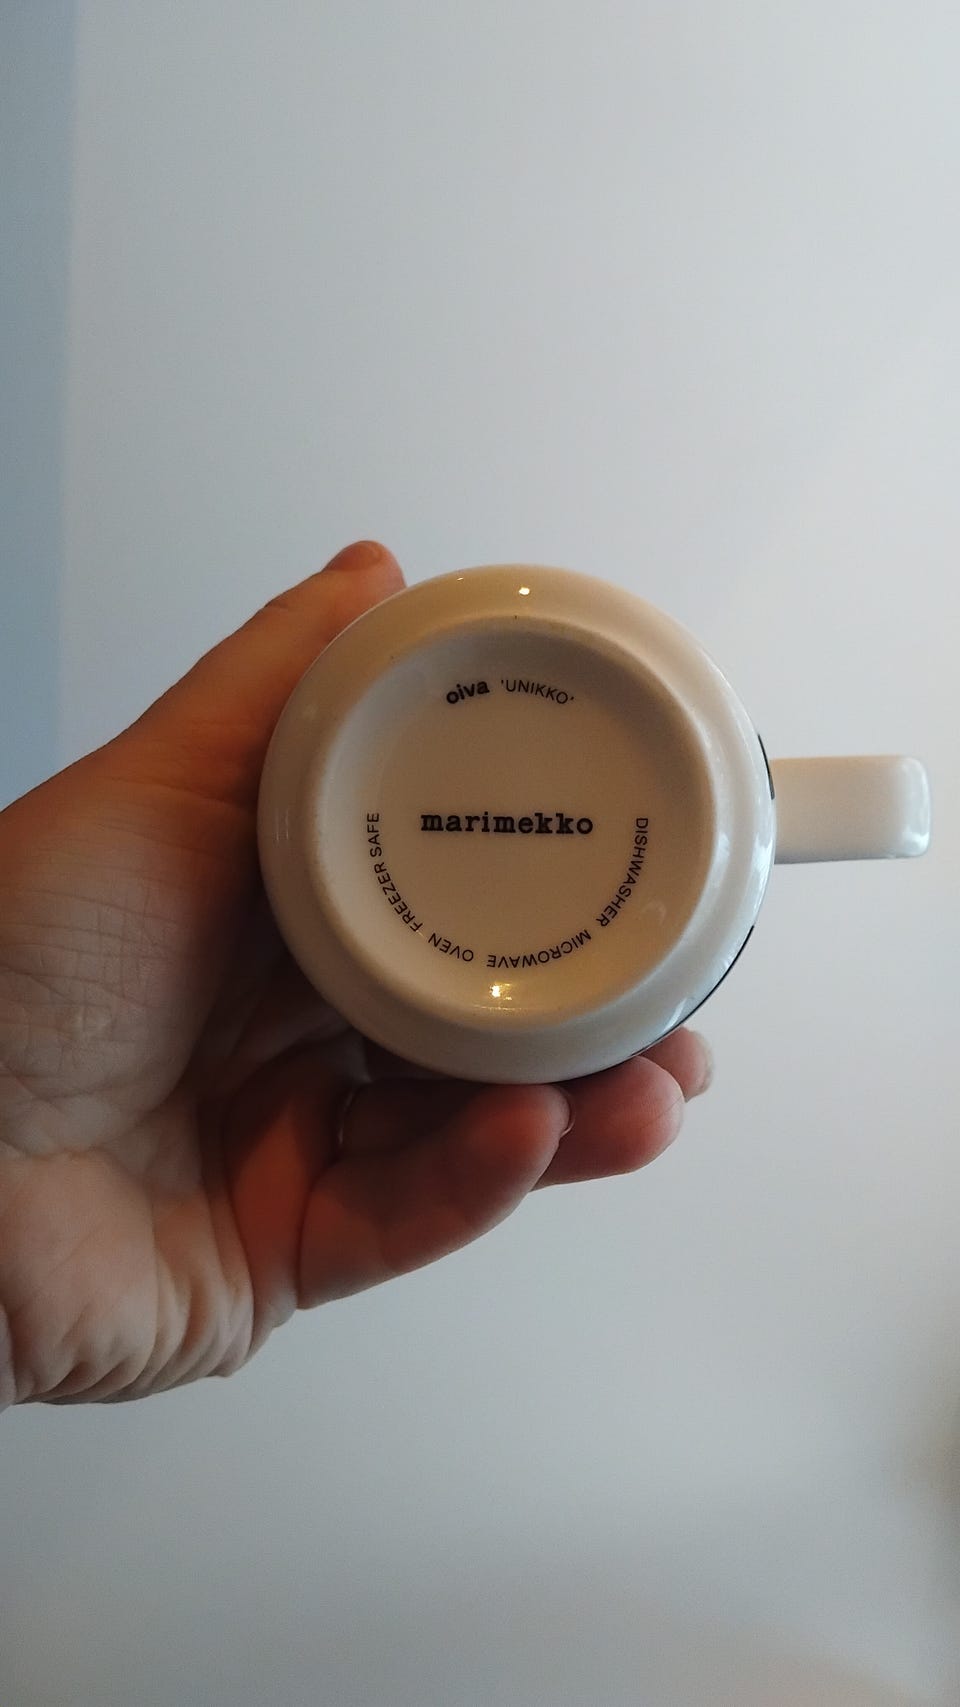 oiva 'UNIKKO'
marimekko
DISHWASHER MICROWAVE OVEN FREEZER SAFE